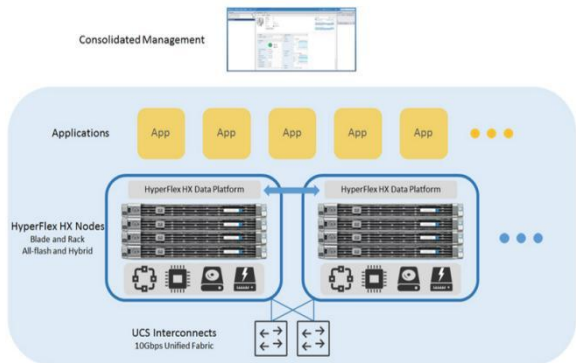 Consolidated Management
Applications
App
App
App
App
App
HyperFlex HX Data Platform
HyperFlex HX Data Platform
HyperFlex HX Nodes
Blade and Rack
All-flash and Hybrid
UCS Interconnects
10Gbps Unified Fabric